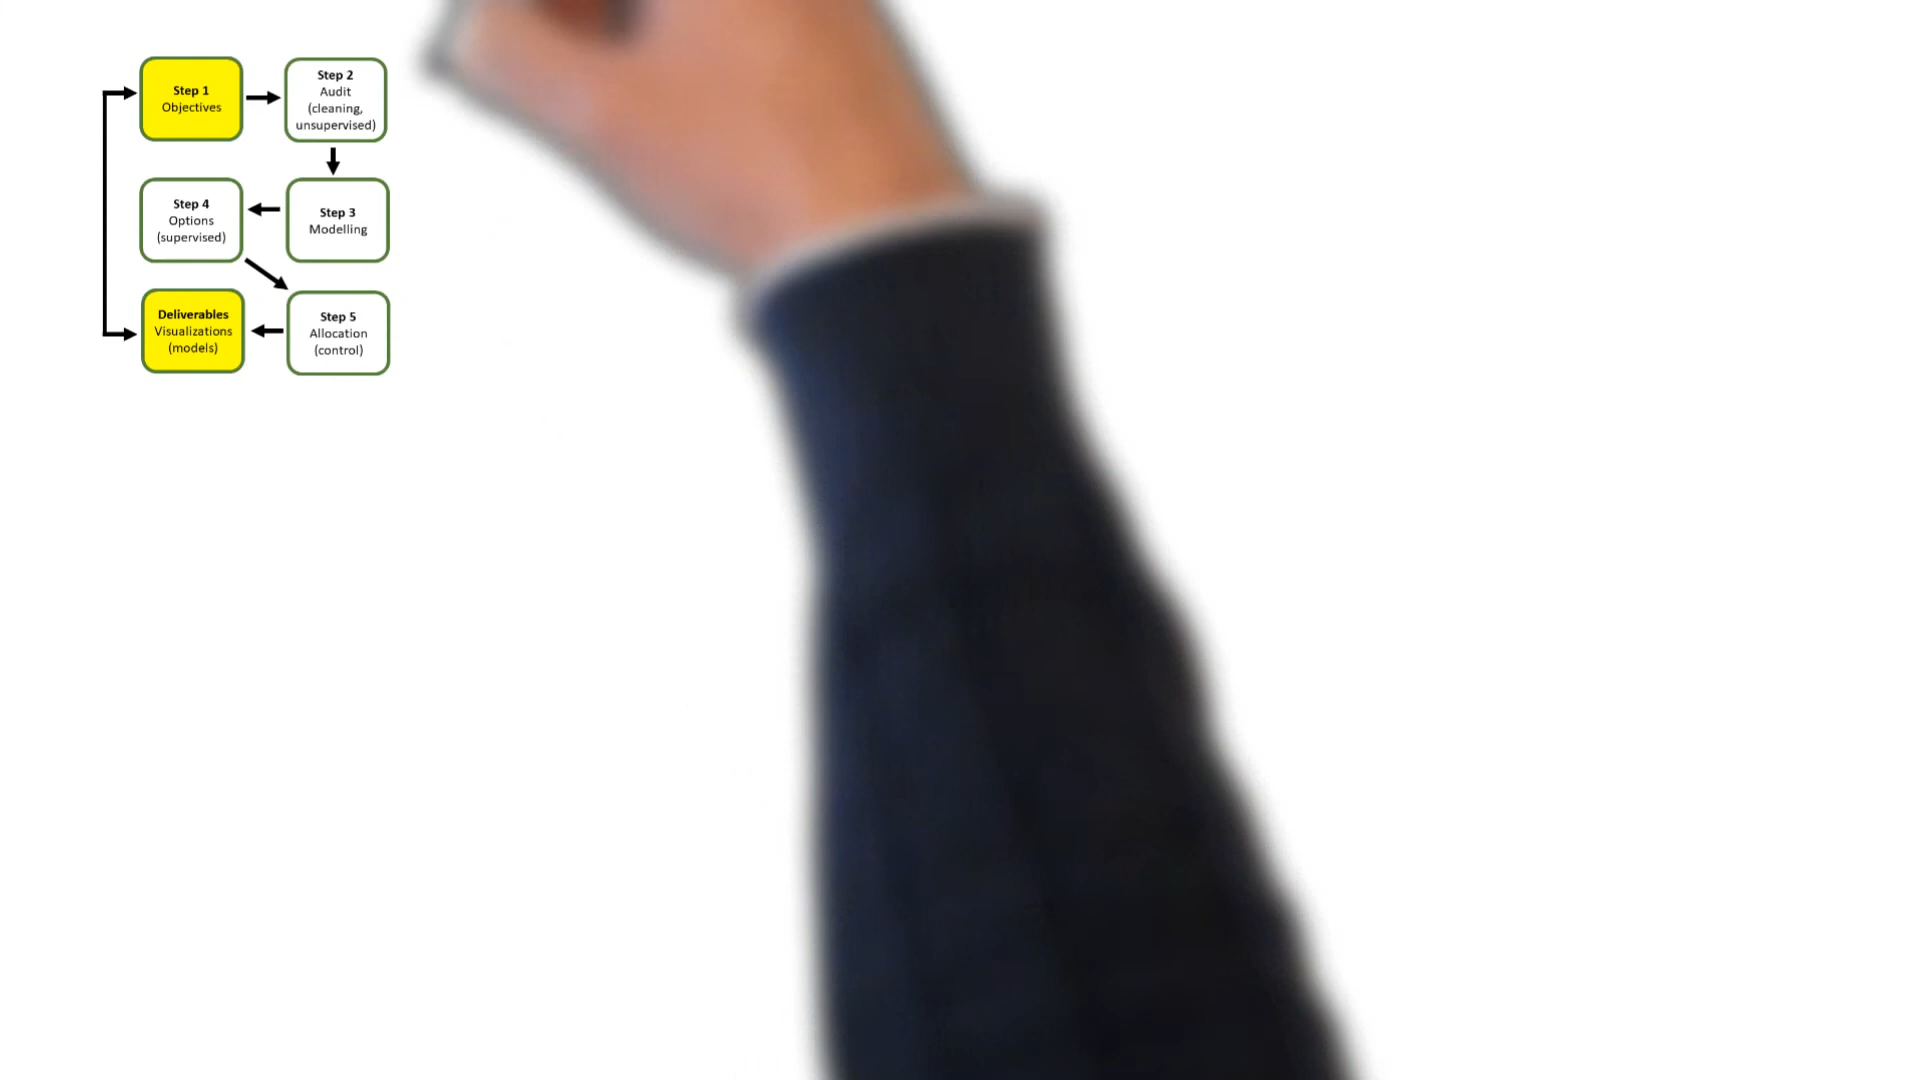 Step 1
Objectives
Step 2
Audit
(cleaning,
unsupervised)
Step 4
Options
(supervised)
Step 3
Modelling
Deliverables
Visualizations
(models)
Step 5
Allocation
(control)